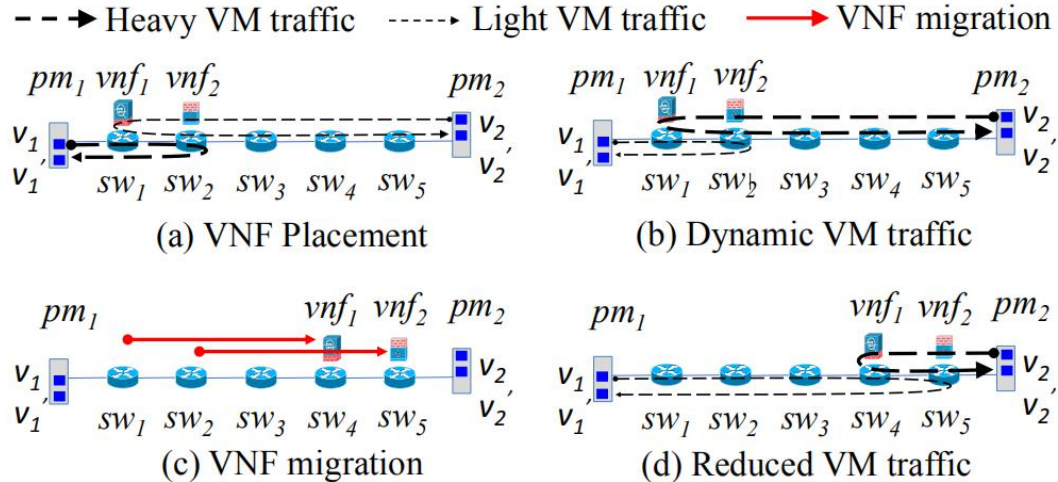 Heavy VM traffic Light VM traffic VNF migration
pm1 vnf1 vnf2 pm2
v1 v2
v1' v2'
sw1 sw2 sw3 sw4 sw5
(a) VNF Placement
pm1 vnf1 vnf2 pm2
v1 v2
v1' v2'
sw1 sw2 sw3 sw4 sw5
(b) Dynamic VM traffic
pm1 vnf1 vnf2 pm2
v1 v2
v1' v2'
sw1 sw2 sw3 sw4 sw5
(c) VNF migration
pm1 vnf1 vnf2 pm2
v1 v2
v1' v2'
sw1 sw2 sw3 sw4 sw5
(d) Reduced VM traffic